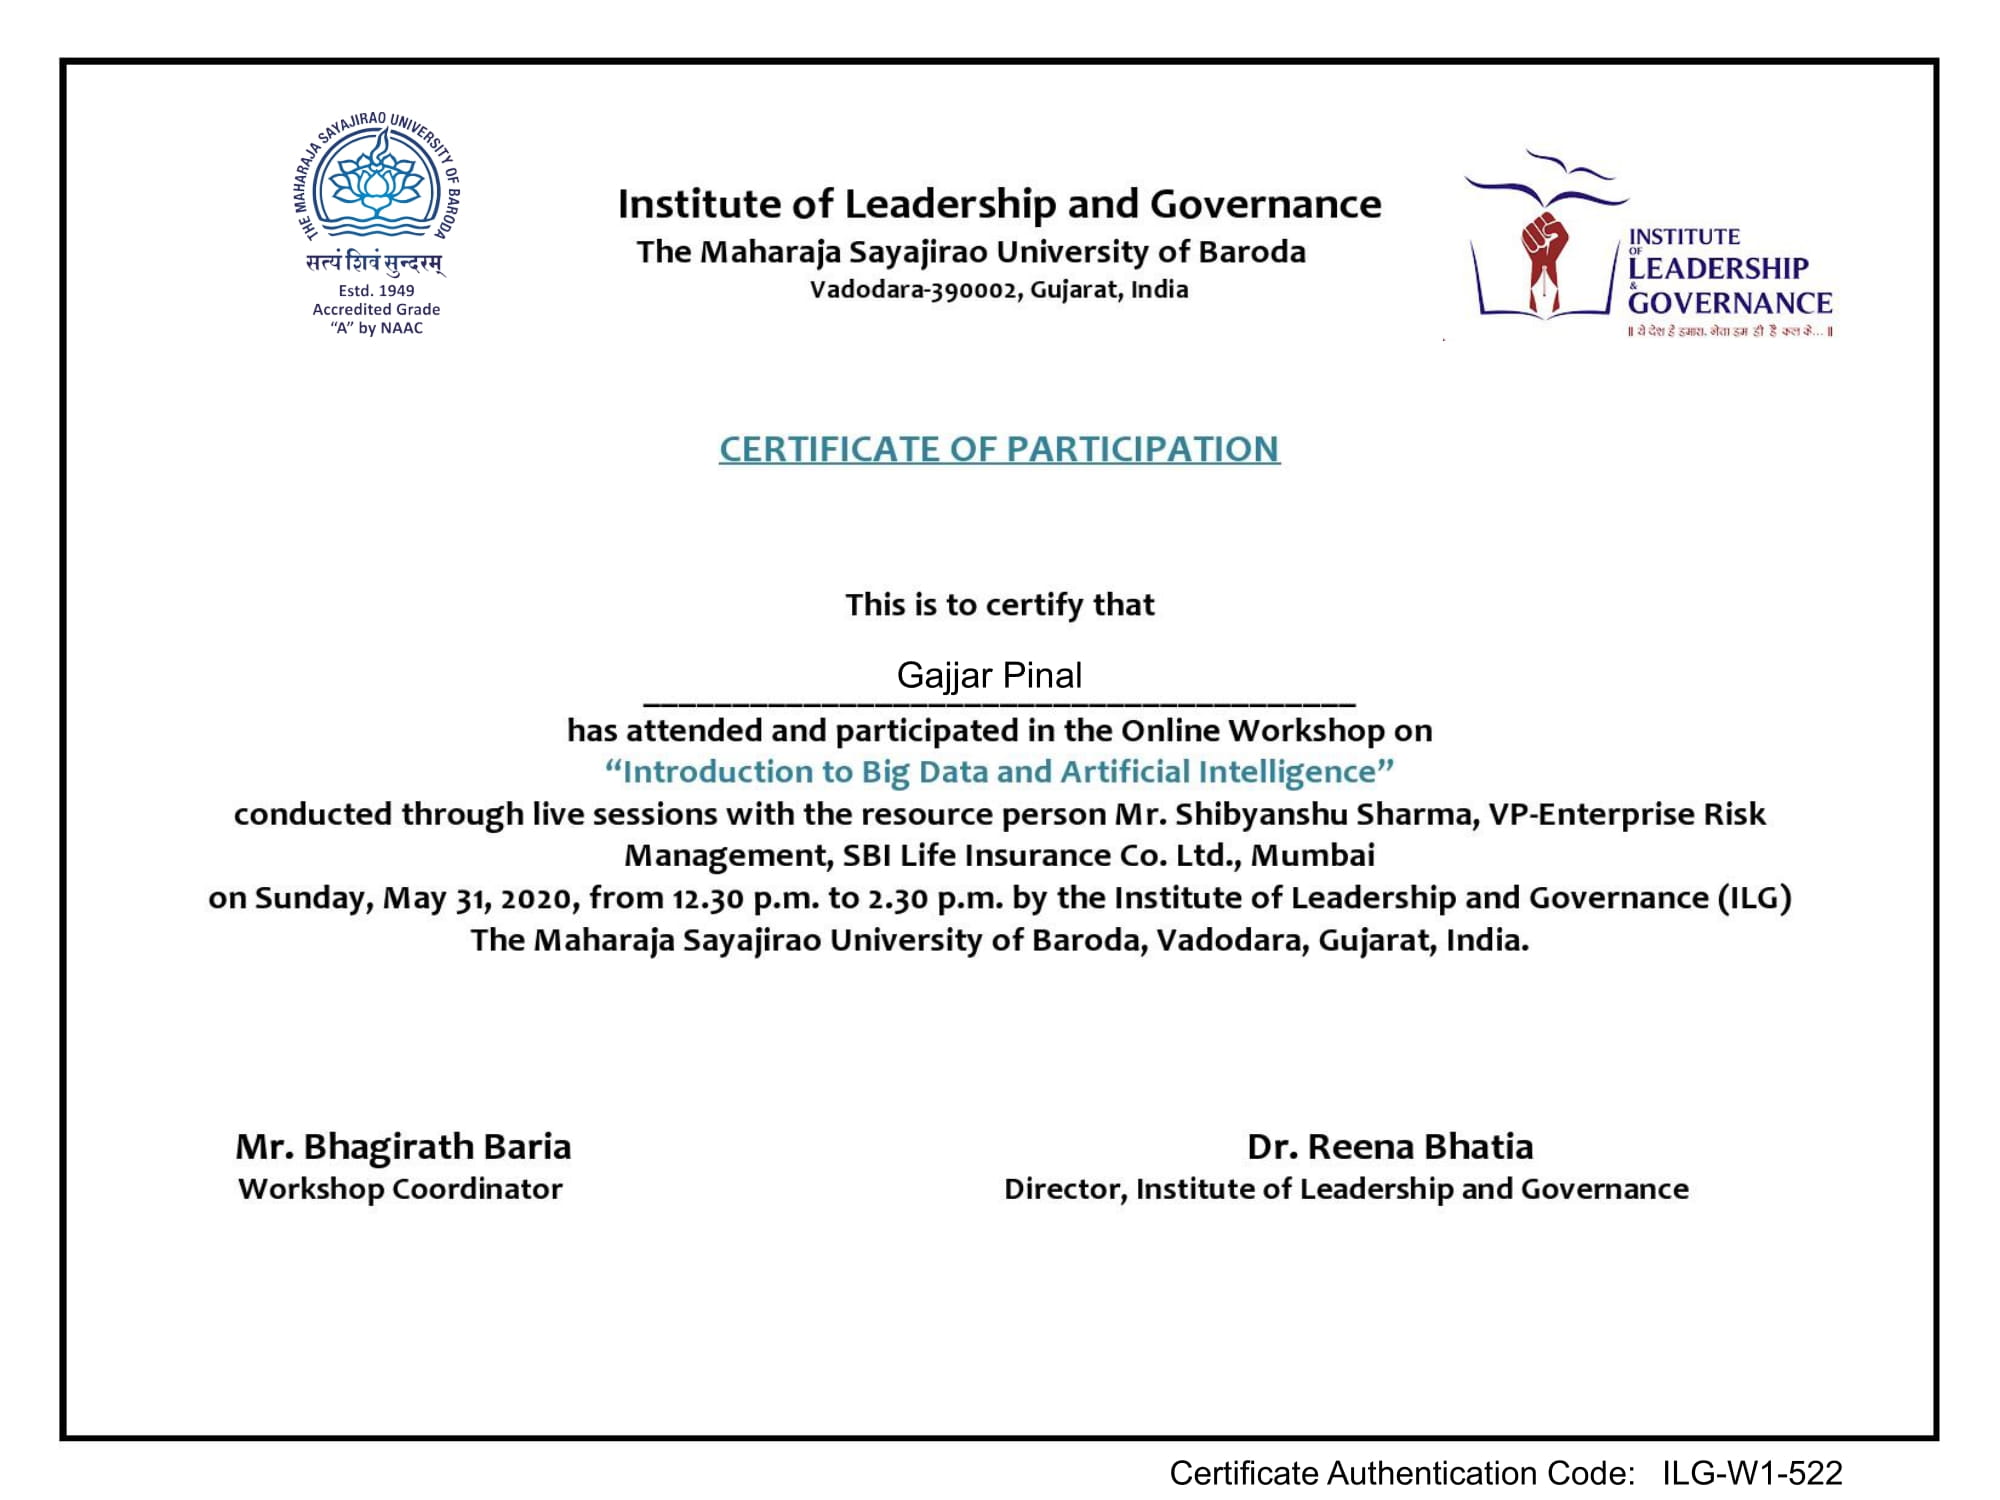 THE MAHARAJA SAYAJIRAO UNIVERSITY OF BARODA
सत्यं शिवं सुन्दरम्
Estd. 1949
Accredited Grade
“A” by NAAC
Institute of Leadership and Governance
The Maharaja Sayajirao University of Baroda
Vadodara-390002, Gujarat, India
INSTITUTE
OF
LEADERSHIP
&
GOVERNANCE
॥ ये देश है हमारा, नेता हम ही है कल के... ॥
CERTIFICATE OF PARTICIPATION
This is to certify that
Gajjar Pinal
has attended and participated in the Online Workshop on
“Introduction to Big Data and Artificial Intelligence”
conducted through live sessions with the resource person Mr. Shibyanshu Sharma, VP-Enterprise Risk
Management, SBI Life Insurance Co. Ltd., Mumbai
on Sunday, May 31, 2020, from 12.30 p.m. to 2.30 p.m. by the Institute of Leadership and Governance (ILG)
The Maharaja Sayajirao University of Baroda, Vadodara, Gujarat, India.
Mr. Bhagirath Baria
Workshop Coordinator
Dr. Reena Bhatia
Director, Institute of Leadership and Governance
Certificate Authentication Code: ILG-W1-522